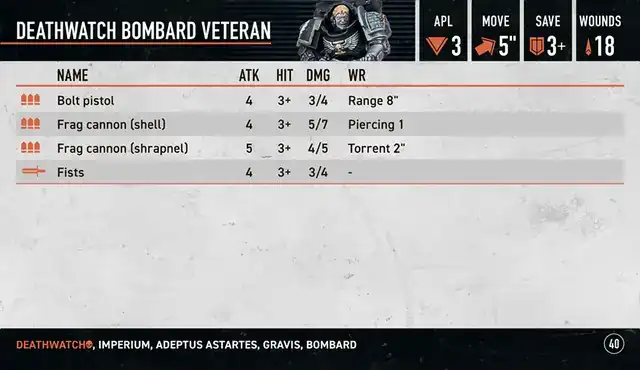 DEATHWATCH BOMBARD VETERAN
APL MOVE SAVE WOUNDS
3 5" 3+ 18
NAME ATK HIT DMG WR
Bolt pistol 4 3+ 3/4 Range 8"
Frag cannon (shell) 4 3+ 5/7 Piercing 1
Frag cannon (shrapnel) 5 3+ 4/5 Torrent 2"
Fists 4 3+ 3/4 -
DEATHWATCH, IMPERIUM, ADEPTUS ASTARTES, GRAVIS, BOMBARD 40